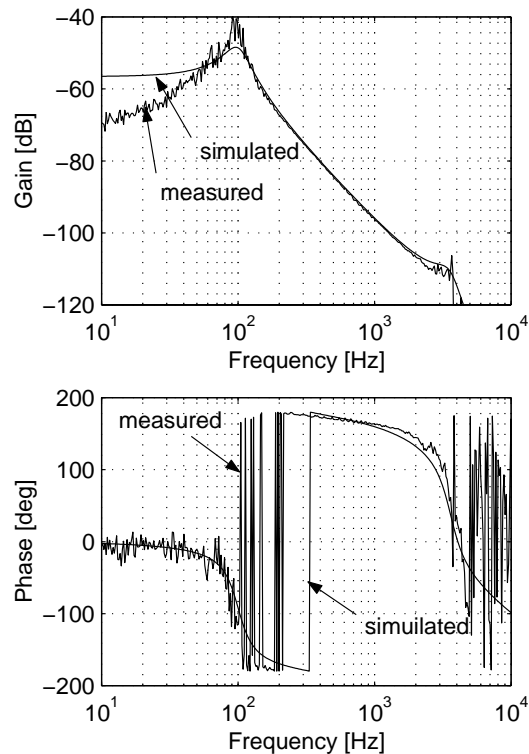 −40
−60
−80
−100
−120
Gain [dB]
simulated
measured
10^1
10^2
10^3
10^4
Frequency [Hz]
200
100
0
−100
−200
Phase [deg]
measured
simuilated
10^1
10^2
10^3
10^4
Frequency [Hz]